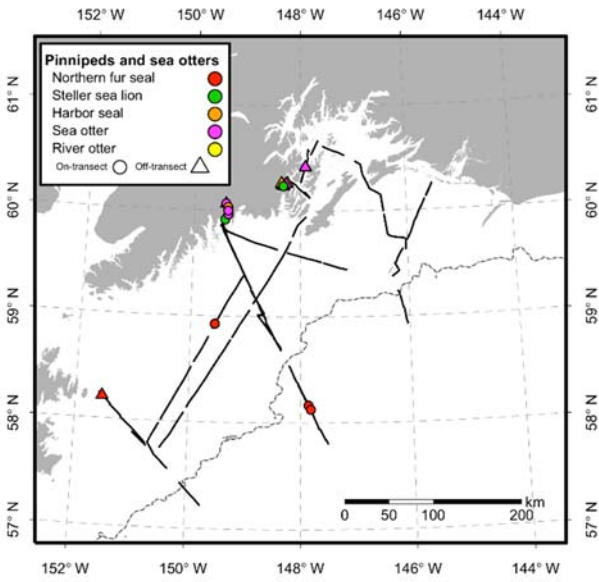 152° W 150° W 148° W 146° W 144° W
Pinnipeds and sea otters
Northern fur seal
Steller sea lion
Harbor seal
Sea otter
River otter
On-transect Off-transect
61° N 61° N
60° N 60° N
59° N 59° N
58° N 58° N
57° N 57° N
km
0 50 100 200
152° W 150° W 148° W 146° W 144° W